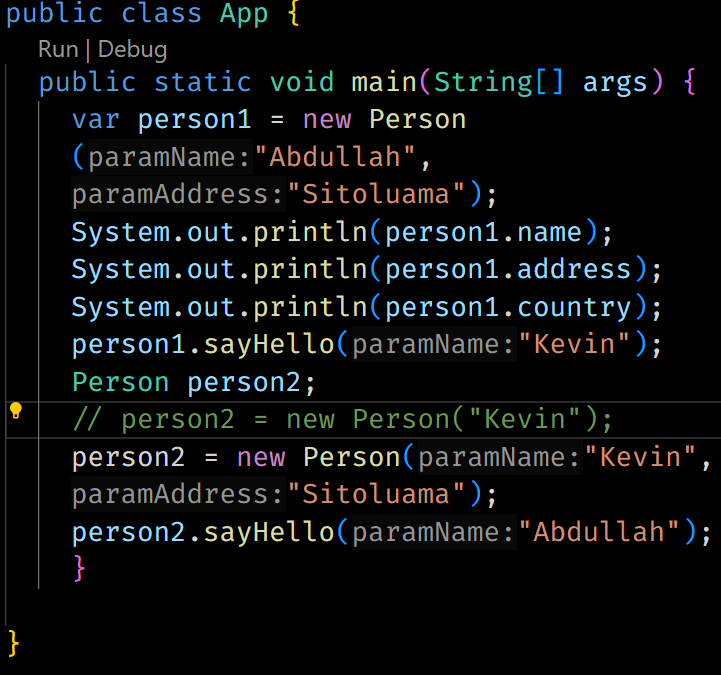 public class App {
Run | Debug
public static void main(String[] args) {
var person1 = new Person
(paramName:"Abdullah",
paramAddress:"Sitoluama");
System.out.println(person1.name);
System.out.println(person1.address);
System.out.println(person1.country);
person1.sayHello(paramName:"Kevin");
Person person2;
// person2 = new Person("Kevin");
person2 = new Person(paramName:"Kevin",
paramAddress:"Sitoluama");
person2.sayHello(paramName:"Abdullah");
}
}